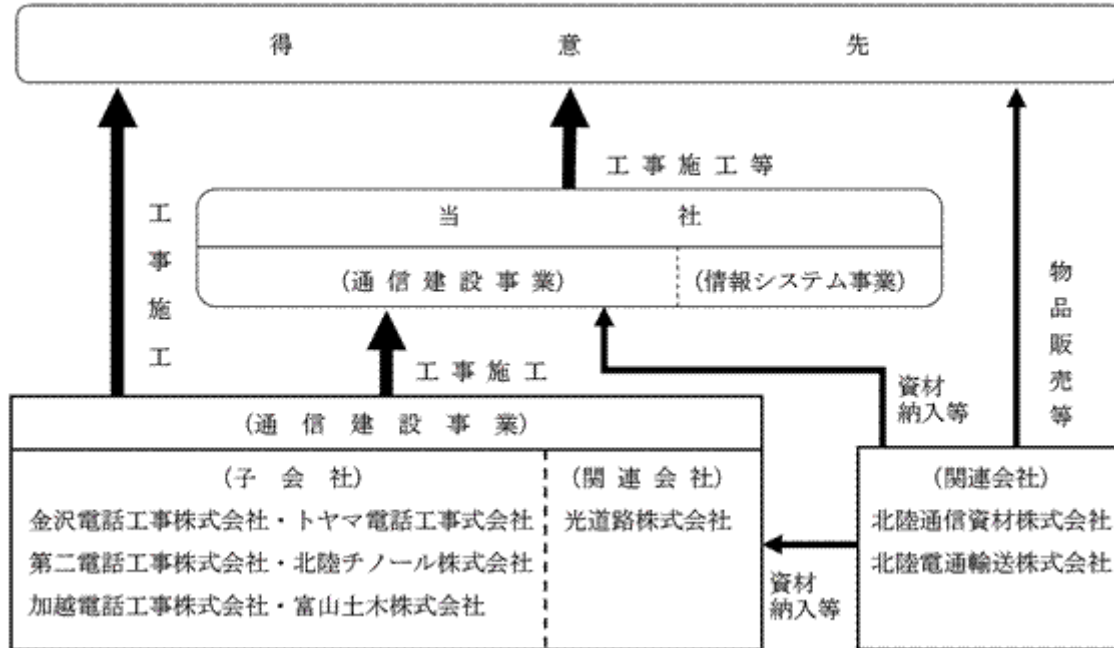 得意先
工事施工等
工事施工
当社
(通信建設事業)
(情報システム事業)
物品販売等
工事施工
資材
納入等
(通信建設事業)
(子会社)
金沢電話工事株式会社・トヤマ電話工事式会社
第二電話工事株式会社・北陸チノール株式会社
加越電話工事株式会社・富山土木株式会社
(関連会社)
光道路株式会社
資材
納入等
(関連会社)
北陸通信資材株式会社
北陸電通輸送株式会社